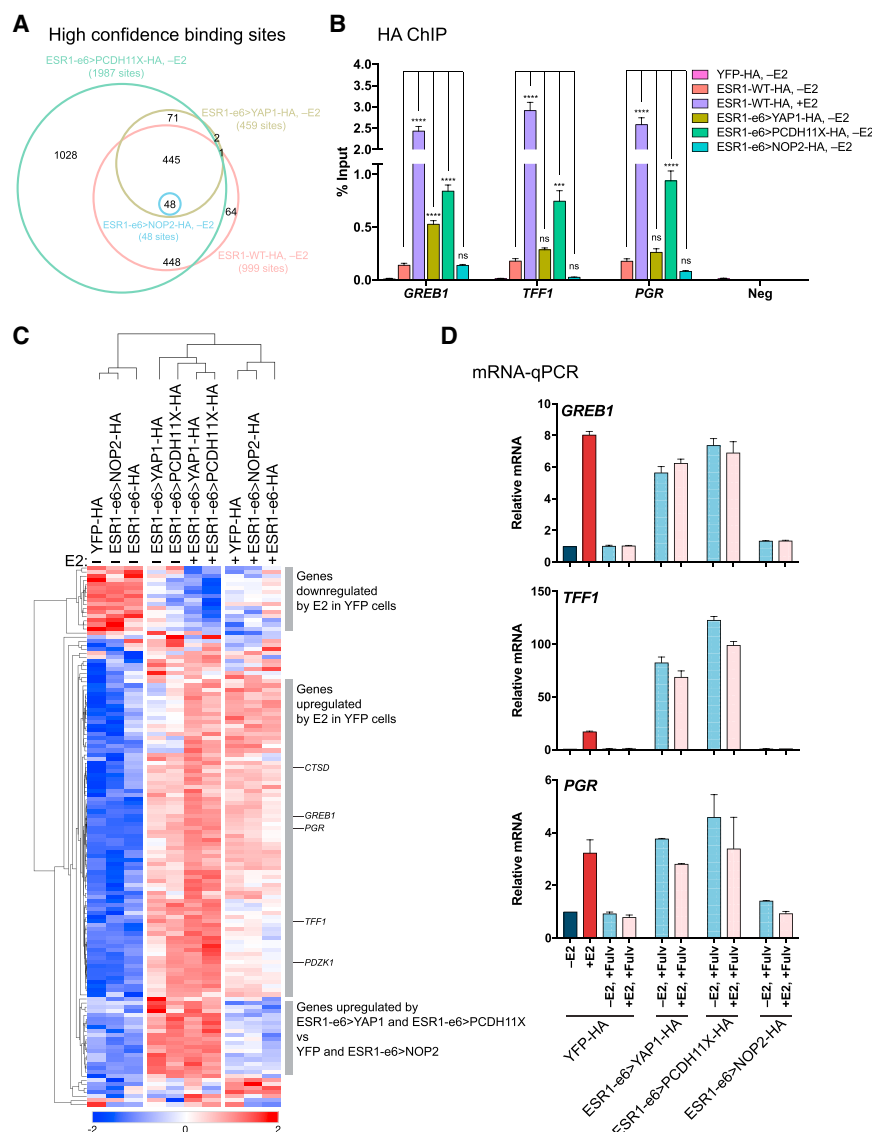 A
High confidence binding sites
ESR1-e6>PCDH11X-HA, –E2
(1987 sites)
ESR1-e6>YAP1-HA, –E2
(459 sites)
71
2
1
1028
445
48
64
ESR1-e6>NOP2-HA, –E2
(48 sites)
448
ESR1-WT-HA, –E2
(999 sites)
B
HA ChIP
% Input
4.0
3.5
3.0
2.5
2.0
1.0
0.5
0.0
****
****
****
ns
****
***
ns
ns
****
ns
****
ns
GREB1
TFF1
PGR
Neg
YFP-HA, –E2
ESR1-WT-HA, –E2
ESR1-WT-HA, +E2
ESR1-e6>YAP1-HA, –E2
ESR1-e6>PCDH11X-HA, –E2
ESR1-e6>NOP2-HA, –E2
C
YFP-HA
ESR1-e6>NOP2-HA
ESR1-e6-HA
ESR1-e6>YAP1-HA
ESR1-e6>PCDH11X-HA
ESR1-e6>YAP1-HA
ESR1-e6>PCDH11X-HA
YFP-HA
ESR1-e6>NOP2-HA
ESR1-e6-HA
E2: – – – – – + + + + +
Genes
downregulated
by E2 in YFP cells
Genes
upregulated
by E2 in YFP cells
CTSD
GREB1
PGR
TFF1
PDZK1
Genes upregulated by
ESR1-e6>YAP1 and ESR1-e6>PCDH11X
vs
YFP and ESR1-e6>NOP2
-2 0 2
D
mRNA-qPCR
GREB1
Relative mRNA
8
6
4
2
0
10
TFF1
Relative mRNA
150
100
50
0
PGR
Relative mRNA
6
4
2
0
–E2
+E2
–E2, +Fulv
+E2, +Fulv
–E2, +Fulv
+E2, +Fulv
–E2, +Fulv
+E2, +Fulv
–E2, +Fulv
+E2, +Fulv
YFP-HA
ESR1-e6>YAP1-HA
ESR1-e6>PCDH11X-HA
ESR1-e6>NOP2-HA